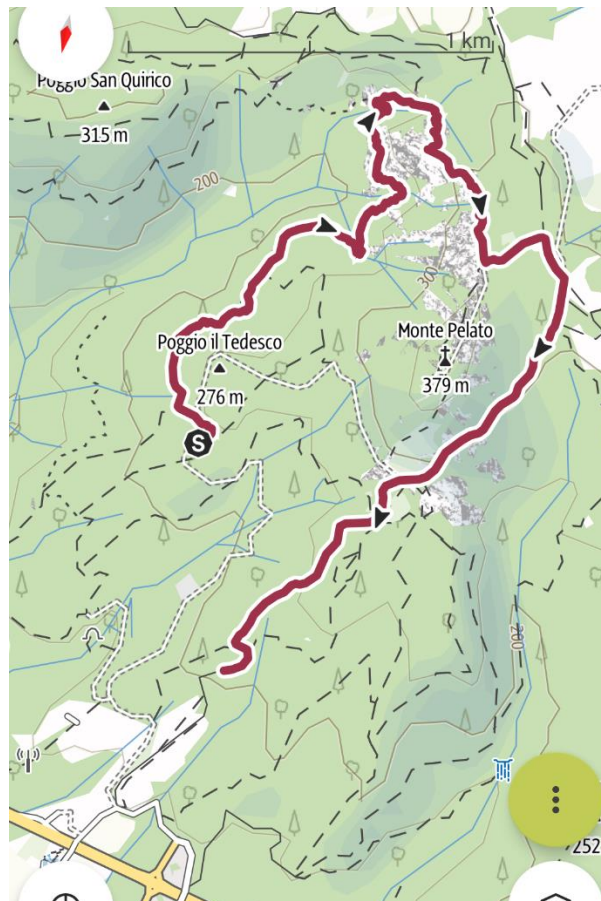 1 km
Poggio San Quirico
315 m
200
300
Monte Pelato
379 m
Poggio il Tedesco
276 m
S
200
252